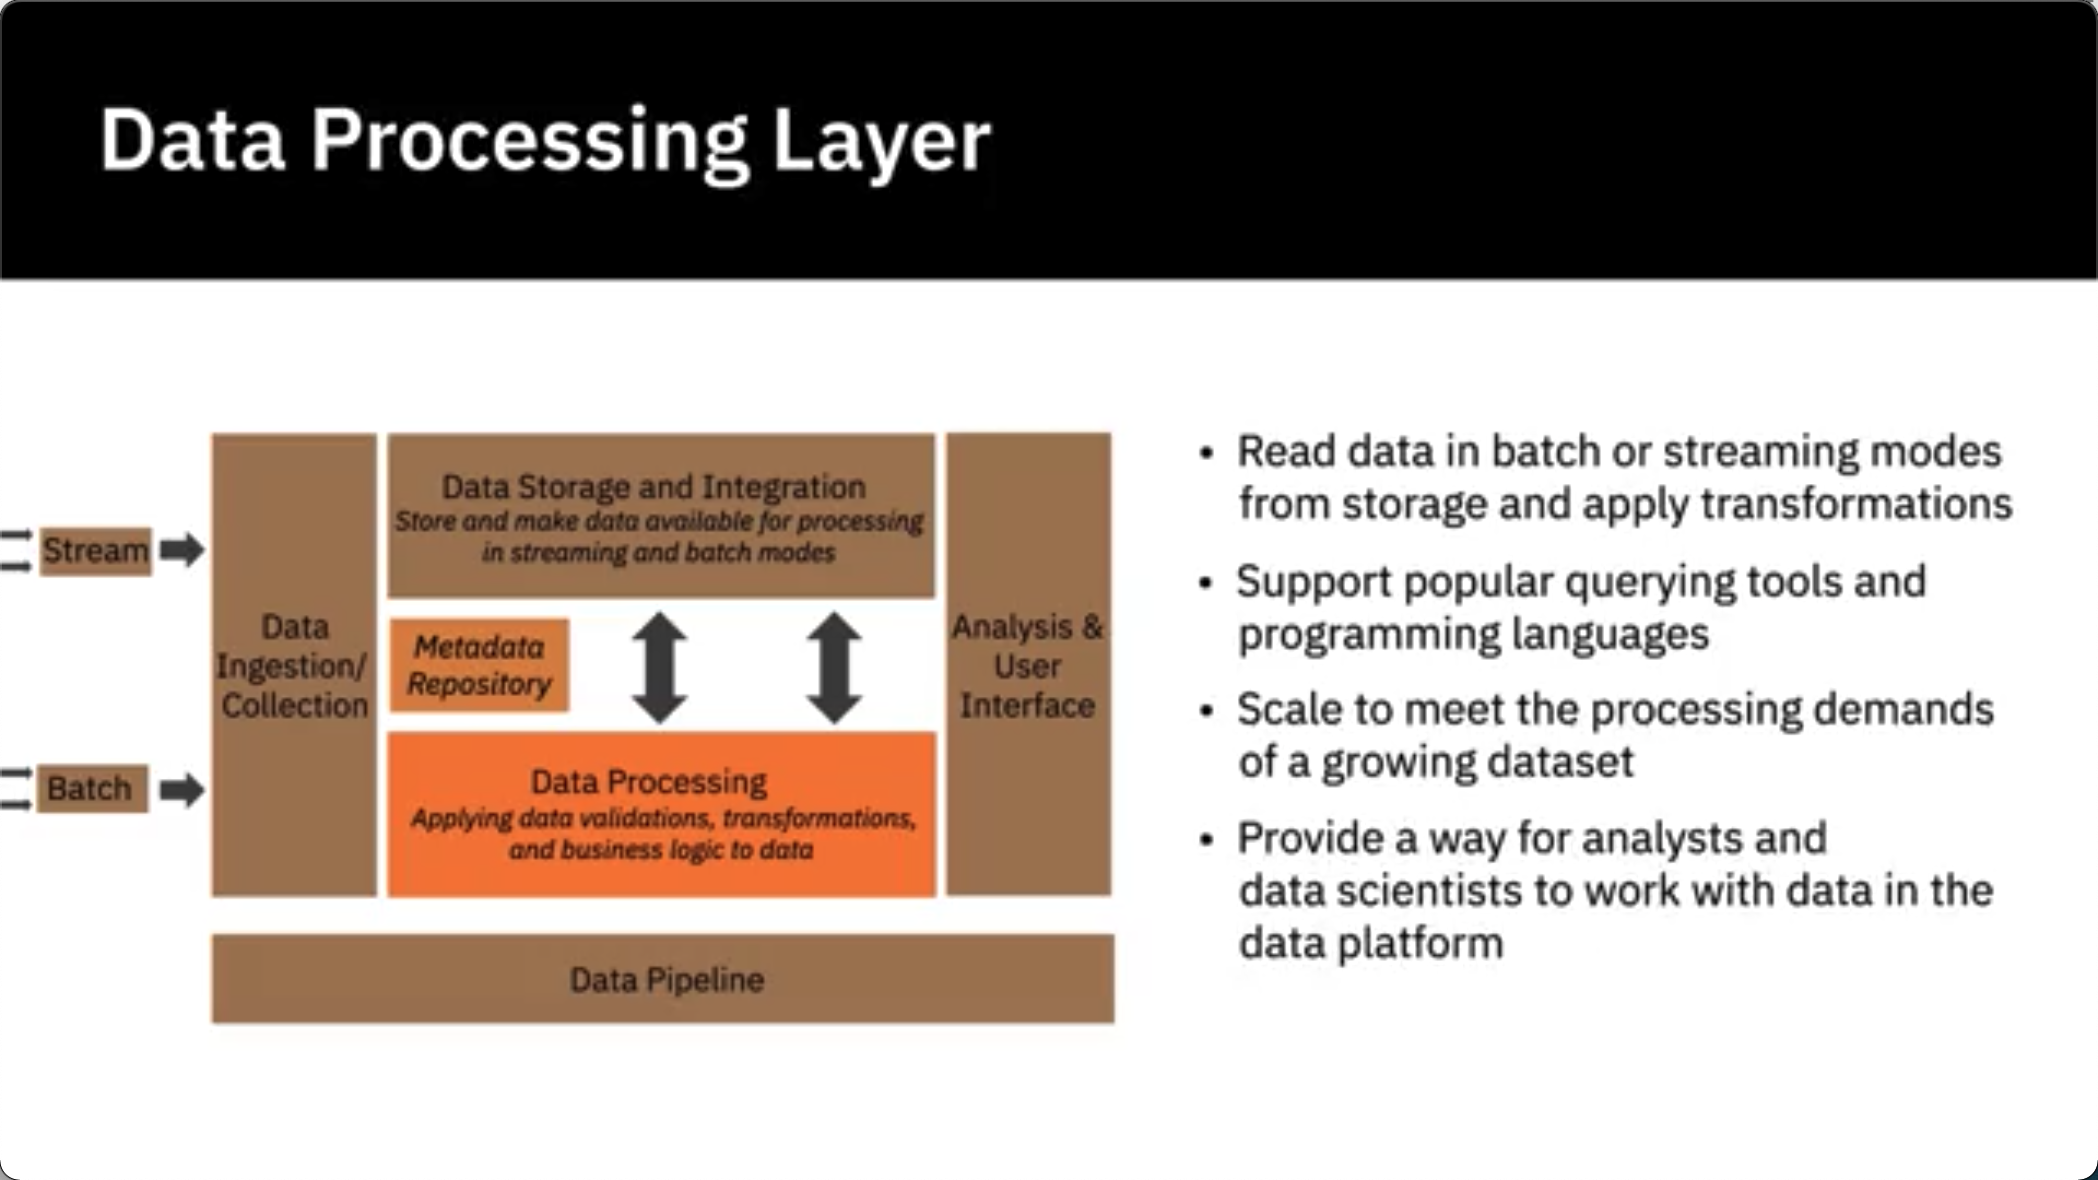 Data Processing Layer
Stream
Batch
Data
Ingestion/
Collection
Data Storage and Integration
Store and make data available for processing
in streaming and batch modes
Metadata
Repository
Data Processing
Applying data validations, transformations,
and business logic to data
Analysis &
User
Interface
Data Pipeline
• Read data in batch or streaming modes
from storage and apply transformations
• Support popular querying tools and
programming languages
• Scale to meet the processing demands
of a growing dataset
• Provide a way for analysts and
data scientists to work with data in the
data platform